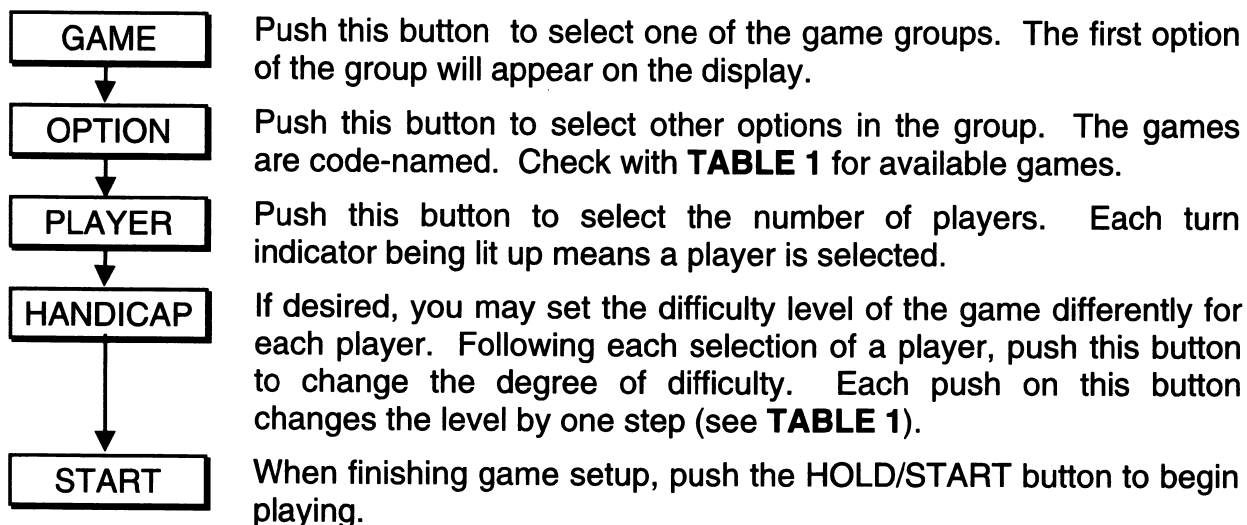 GAME
Push this button to select one of the game groups. The first option
of the group will appear on the display.
OPTION
Push this button to select other options in the group. The games
are code-named. Check with TABLE 1 for available games.
PLAYER
Push this button to select the number of players. Each turn
indicator being lit up means a player is selected.
HANDICAP
If desired, you may set the difficulty level of the game differently for
each player. Following each selection of a player, push this button
to change the degree of difficulty. Each push on this button
changes the level by one step (see TABLE 1).
START
When finishing game setup, push the HOLD/START button to begin
playing.